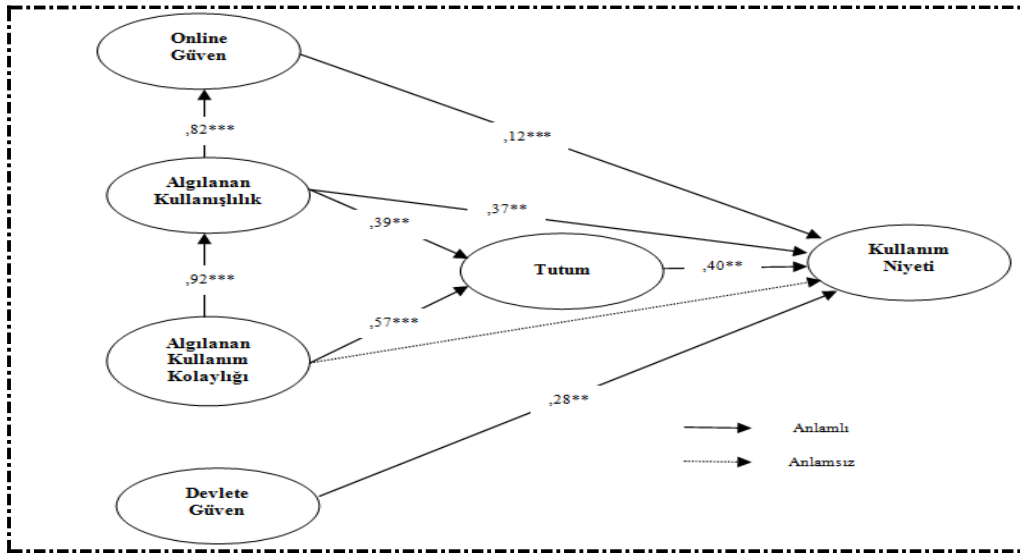 Online
Güven
,82***
,12***
Algılanan
Kullanışlılık
,37**
,39**
Kullanım
Niyeti
Tutum
,40**
,92***
,57***
Algılanan
Kullanım
Kolaylığı
,28**
Anlamlı
Anlamsız
Devlete
Güven